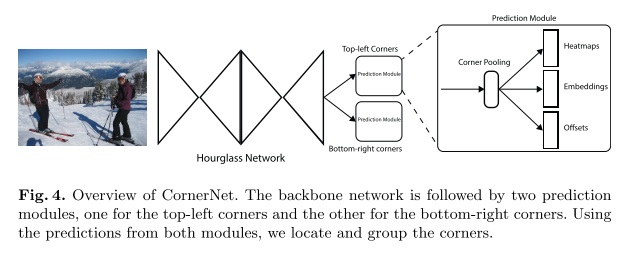 Prediction Module
Top-left Corners
Prediction Module
Prediction Module
Bottom-right corners
Hourglass Network
Corner Pooling
Heatmaps
Embeddings
Offsets
Fig. 4. Overview of CornerNet. The backbone network is followed by two prediction
modules, one for the top-left corners and the other for the bottom-right corners. Using
the predictions from both modules, we locate and group the corners.